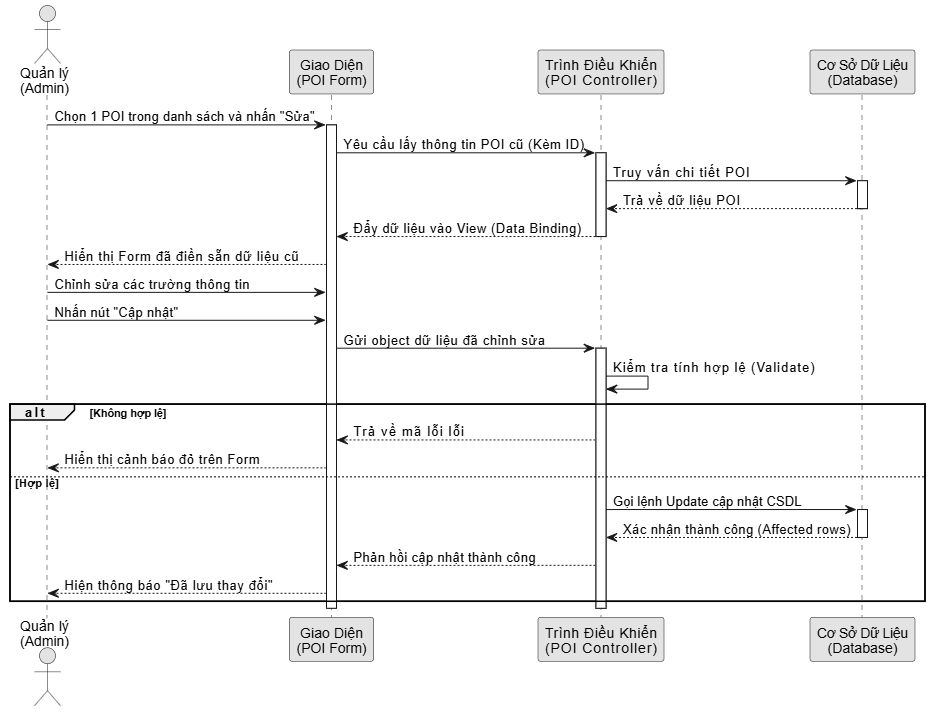 Quản lý
(Admin)
Giao Diện
(POI Form)
Trình Điều Khiển
(POI Controller)
Cơ Sở Dữ Liệu
(Database)
Chọn 1 POI trong danh sách và nhấn "Sửa"
Yêu cầu lấy thông tin POI cũ (Kèm ID)
Truy vấn chi tiết POI
Trả về dữ liệu POI
Đẩy dữ liệu vào View (Data Binding)
Hiển thị Form đã điền sẵn dữ liệu cũ
Chỉnh sửa các trường thông tin
Nhấn nút "Cập nhật"
Gửi object dữ liệu đã chỉnh sửa
Kiểm tra tính hợp lệ (Validate)
alt [Không hợp lệ]
Trả về mã lỗi lỗi
Hiển thị cảnh báo đỏ trên Form
[Hợp lệ]
Gọi lệnh Update cập nhật CSDL
Xác nhận thành công (Affected rows)
Phản hồi cập nhật thành công
Hiện thông báo "Đã lưu thay đổi"
Quản lý
(Admin)
Giao Diện
(POI Form)
Trình Điều Khiển
(POI Controller)
Cơ Sở Dữ Liệu
(Database)